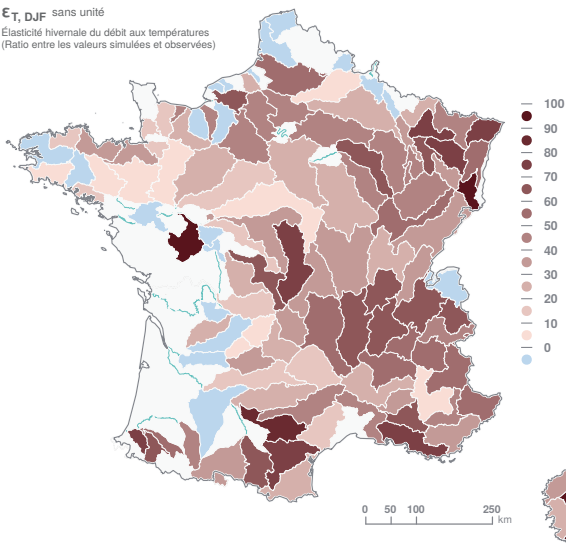 ε_T, DJF sans unité
Élasticité hivernale du débit aux températures
(Ratio entre les valeurs simulées et observées)
100
90
80
70
60
50
40
30
20
10
0
0 50 100 250
km